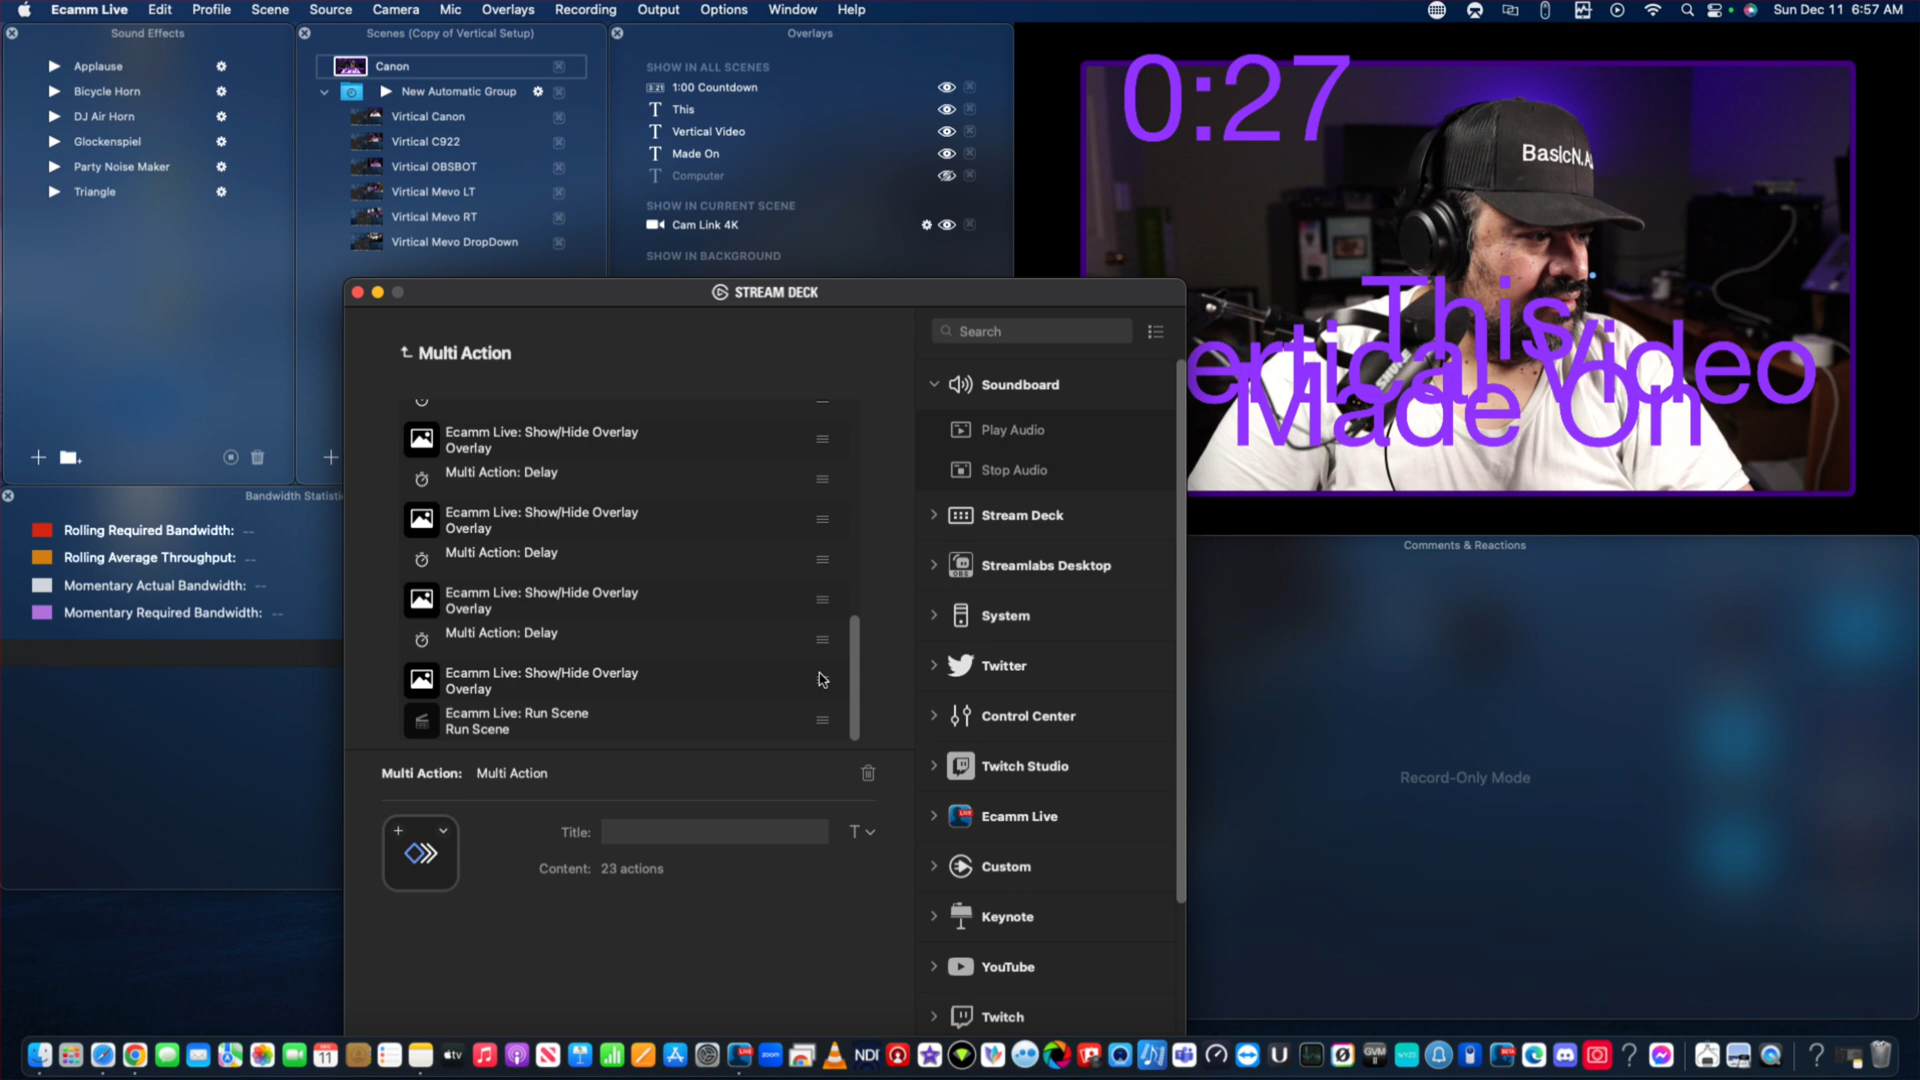 Ecamm Live Edit Profile Scene Source Camera Mic Overlays Recording Output Options Window Help
Sun Dec 11 6:57 AM
Sound Effects
Applause
Bicycle Horn
DJ Air Horn
Glockenspiel
Party Noise Maker
Triangle
Scenes (Copy of Vertical Setup)
Canon
New Automatic Group
Vertical Canon
Vertical C922
Vertical OBSBOT
Vertical Mevo LT
Vertical Mevo RT
Vertical Mevo DropDown
Overlays
SHOW IN ALL SCENES
1:00 Countdown
This
Vertical Video
Made On
Computer
SHOW IN CURRENT SCENE
Cam Link 4K
SHOW IN BACKGROUND
0:27
BasicN.A
This
ertical Video
Made On
Rolling Required Bandwidth: --
Rolling Average Throughput: --
Momentary Actual Bandwidth: --
Momentary Required Bandwidth: --
Bandwidth Statisti
STREAM DECK
Multi Action
Ecamm Live: Show/Hide Overlay
Overlay
Multi Action: Delay
Ecamm Live: Show/Hide Overlay
Overlay
Multi Action: Delay
Ecamm Live: Show/Hide Overlay
Overlay
Multi Action: Delay
Ecamm Live: Show/Hide Overlay
Overlay
Ecamm Live: Run Scene
Run Scene
Multi Action: Multi Action
Title:
Content: 23 actions
Search
Soundboard
Play Audio
Stop Audio
Stream Deck
Streamlabs Desktop
System
Twitter
Control Center
Twitch Studio
Ecamm Live
Custom
Keynote
YouTube
Twitch
Comments & Reactions
Record-Only Mode